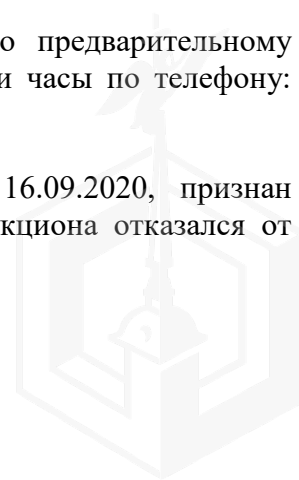 о предварительному
и часы по телефону:
16.09.2020, признан
кциона отказался от